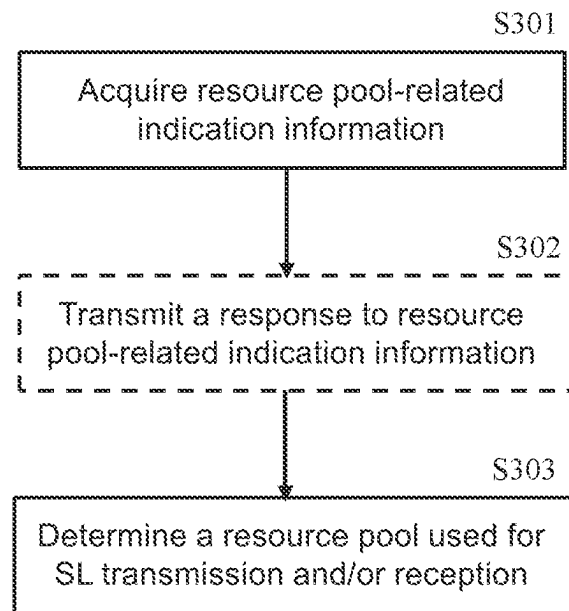 S301
Acquire resource pool-related
indication information
S302
Transmit a response to resource
pool-related indication information
S303
Determine a resource pool used for
SL transmission and/or reception